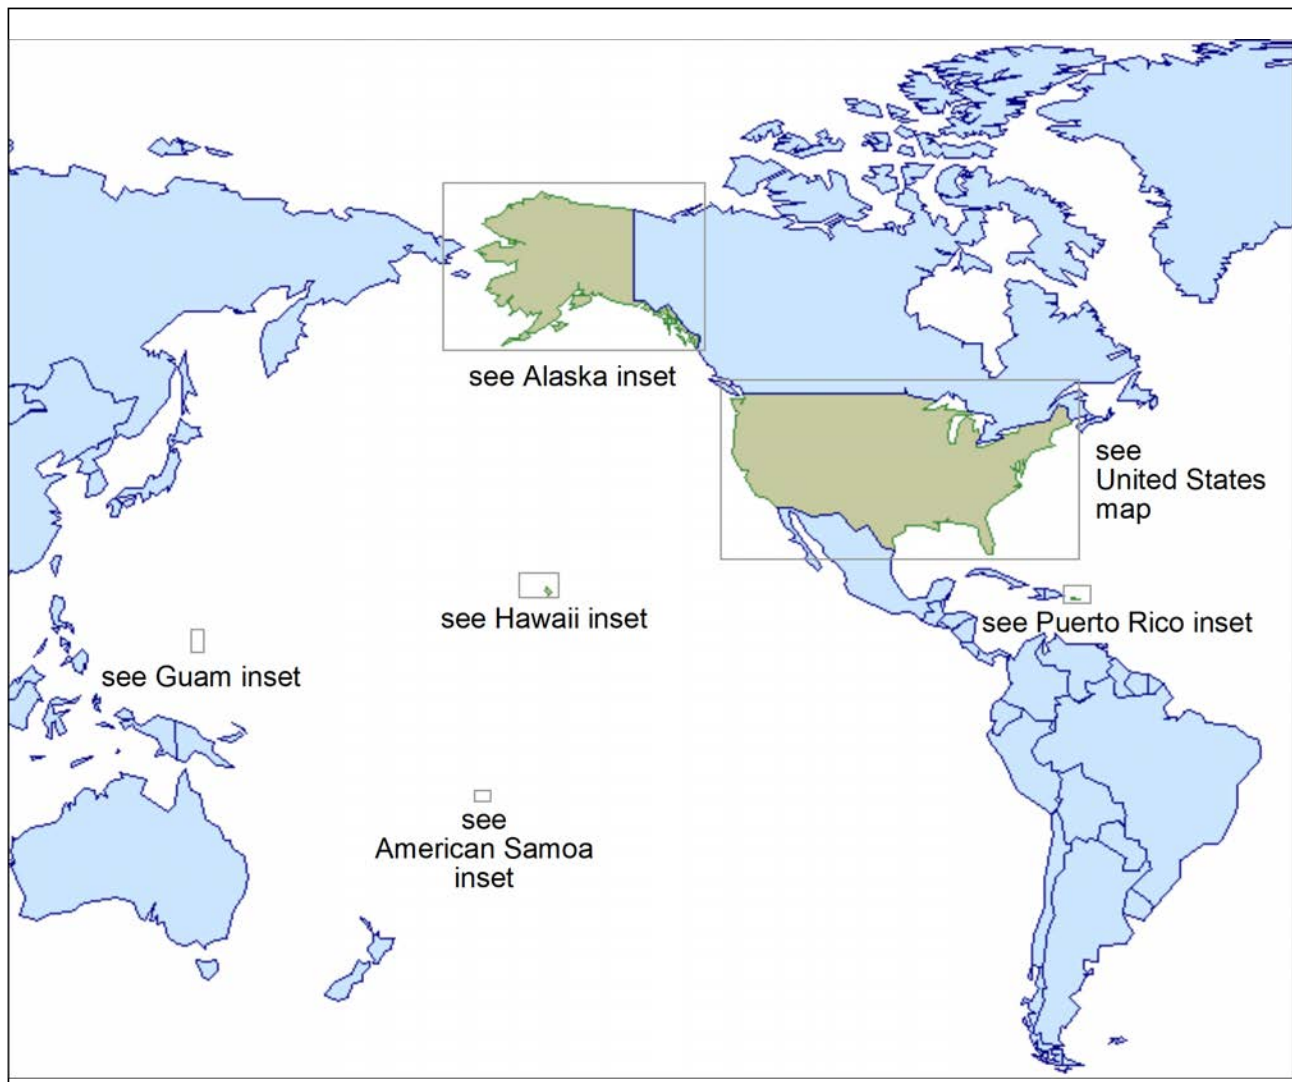 see Alaska inset
see
United States
map
see Hawaii inset
see Puerto Rico inset
see Guam inset
see
American Samoa
inset